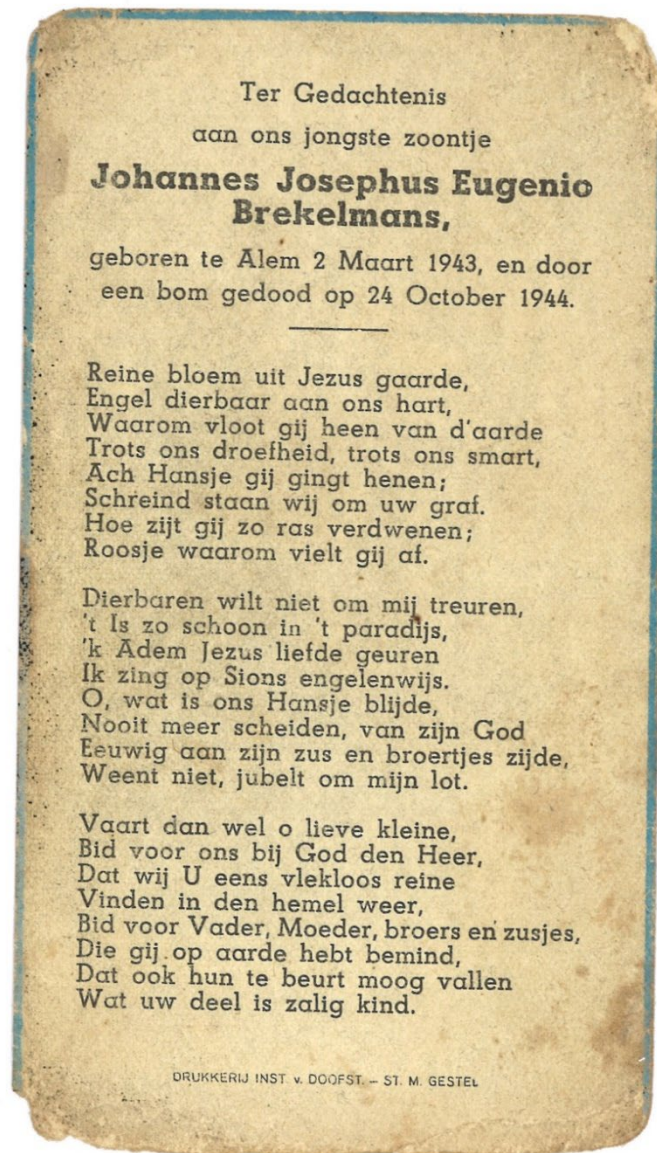 Ter Gedachtenis
aan ons jongste zoontje
Johannes Josephus Eugenio
Brekelmans,
geboren te Alem 2 Maart 1943, en door
een bom gedood op 24 October 1944.
Reine bloem uit Jezus gaarde,
Engel dierbaar aan ons hart,
Waarom vloot gij heen van d'aarde
Trots ons droefheid, trots ons smart,
Ach Hansje gij gingt henen;
Schreind staan wij om uw graf.
Hoe zijt gij zo ras verdwenen;
Roosje waarom vielt gij af.
Dierbaren wilt niet om mij treuren,
't Is zo schoon in 't paradijs,
'k Adem Jezus liefde geuren
Ik zing op Sions engelenwijs.
O, wat is ons Hansje blijde,
Nooit meer scheiden, van zijn God
Eeuwig aan zijn zus en broertjes zijde,
Weent niet, jubelt om mijn lot.
Vaart dan wel o lieve kleine,
Bid voor ons bij God den Heer,
Dat wij U eens vlekloos reine
Vinden in den hemel weer,
Bid voor Vader, Moeder, broers en zusjes,
Die gij op aarde hebt bemind,
Dat ook hun te beurt moog vallen
Wat uw deel is zalig kind.
DRUKKERIJ INST v. DOOFST. – ST. M. GESTEL